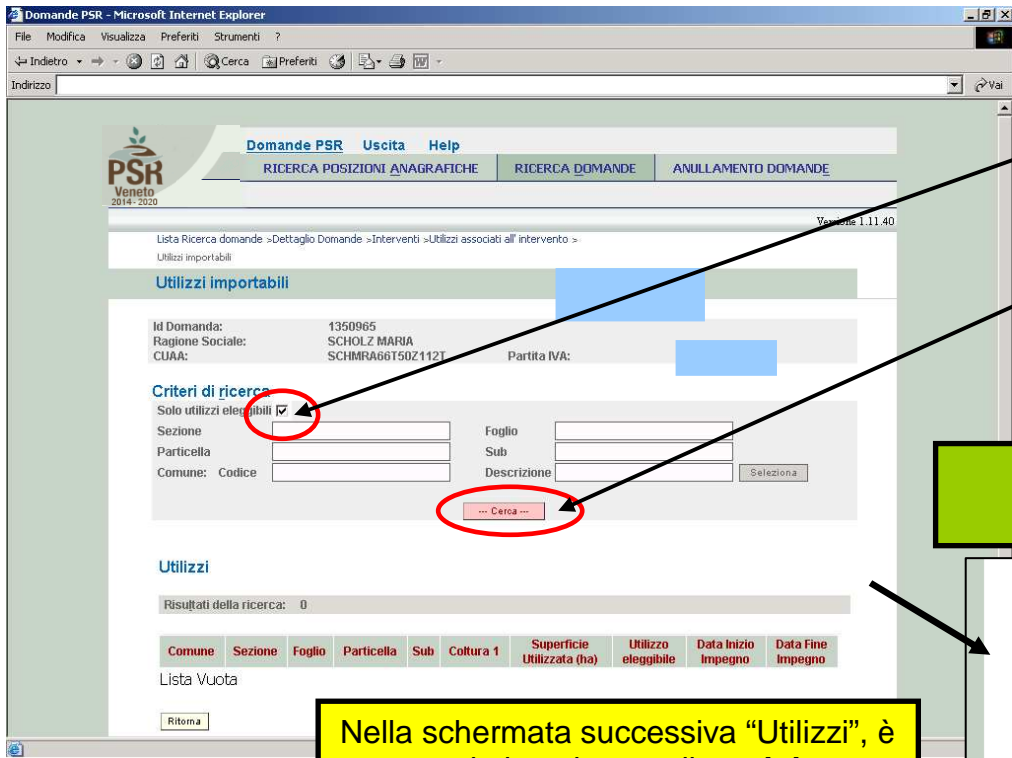 Domande PSR - Microsoft Internet Explorer
File Modifica Visualizza Preferiti Strumenti ?
Indietro Cerca Preferiti
Indirizzo Vai
PSR
Veneto
2014-2020
Domande PSR Uscita Help
RICERCA POSIZIONI ANAGRAFICHE RICERCA DOMANDE ANULLAMENTO DOMANDE
Versione 1.11.40
Lista Ricerca domande >Dettaglio Domande >Interventi >Utilizzi associati all' intervento >
Utilizzi importabili
Utilizzi importabili
Id Domanda: 1350965
Ragione Sociale: SCHOLZ MARIA
CUAA: SCHMRA66T50Z112T Partita IVA:
Criteri di ricerca
Solo utilizzi eleggibili
Sezione Foglio
Particella Sub
Comune: Codice Descrizione Seleziona
--- Cerca ---
Utilizzi
Risultati della ricerca: 0
Comune Sezione Foglio Particella Sub Coltura 1 Superficie Utilizzata (ha) Utilizzo eleggibile Data Inizio Impegno Data Fine Impegno
Lista Vuota
Ritorna
Nella schermata successiva “Utilizzi”, è